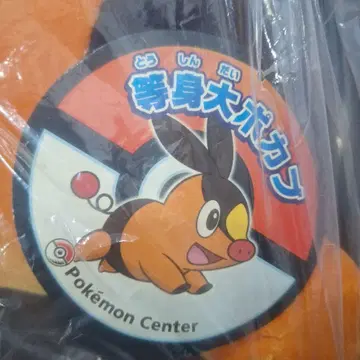 とうしんだい
等身大ポカブ
Pokémon Center